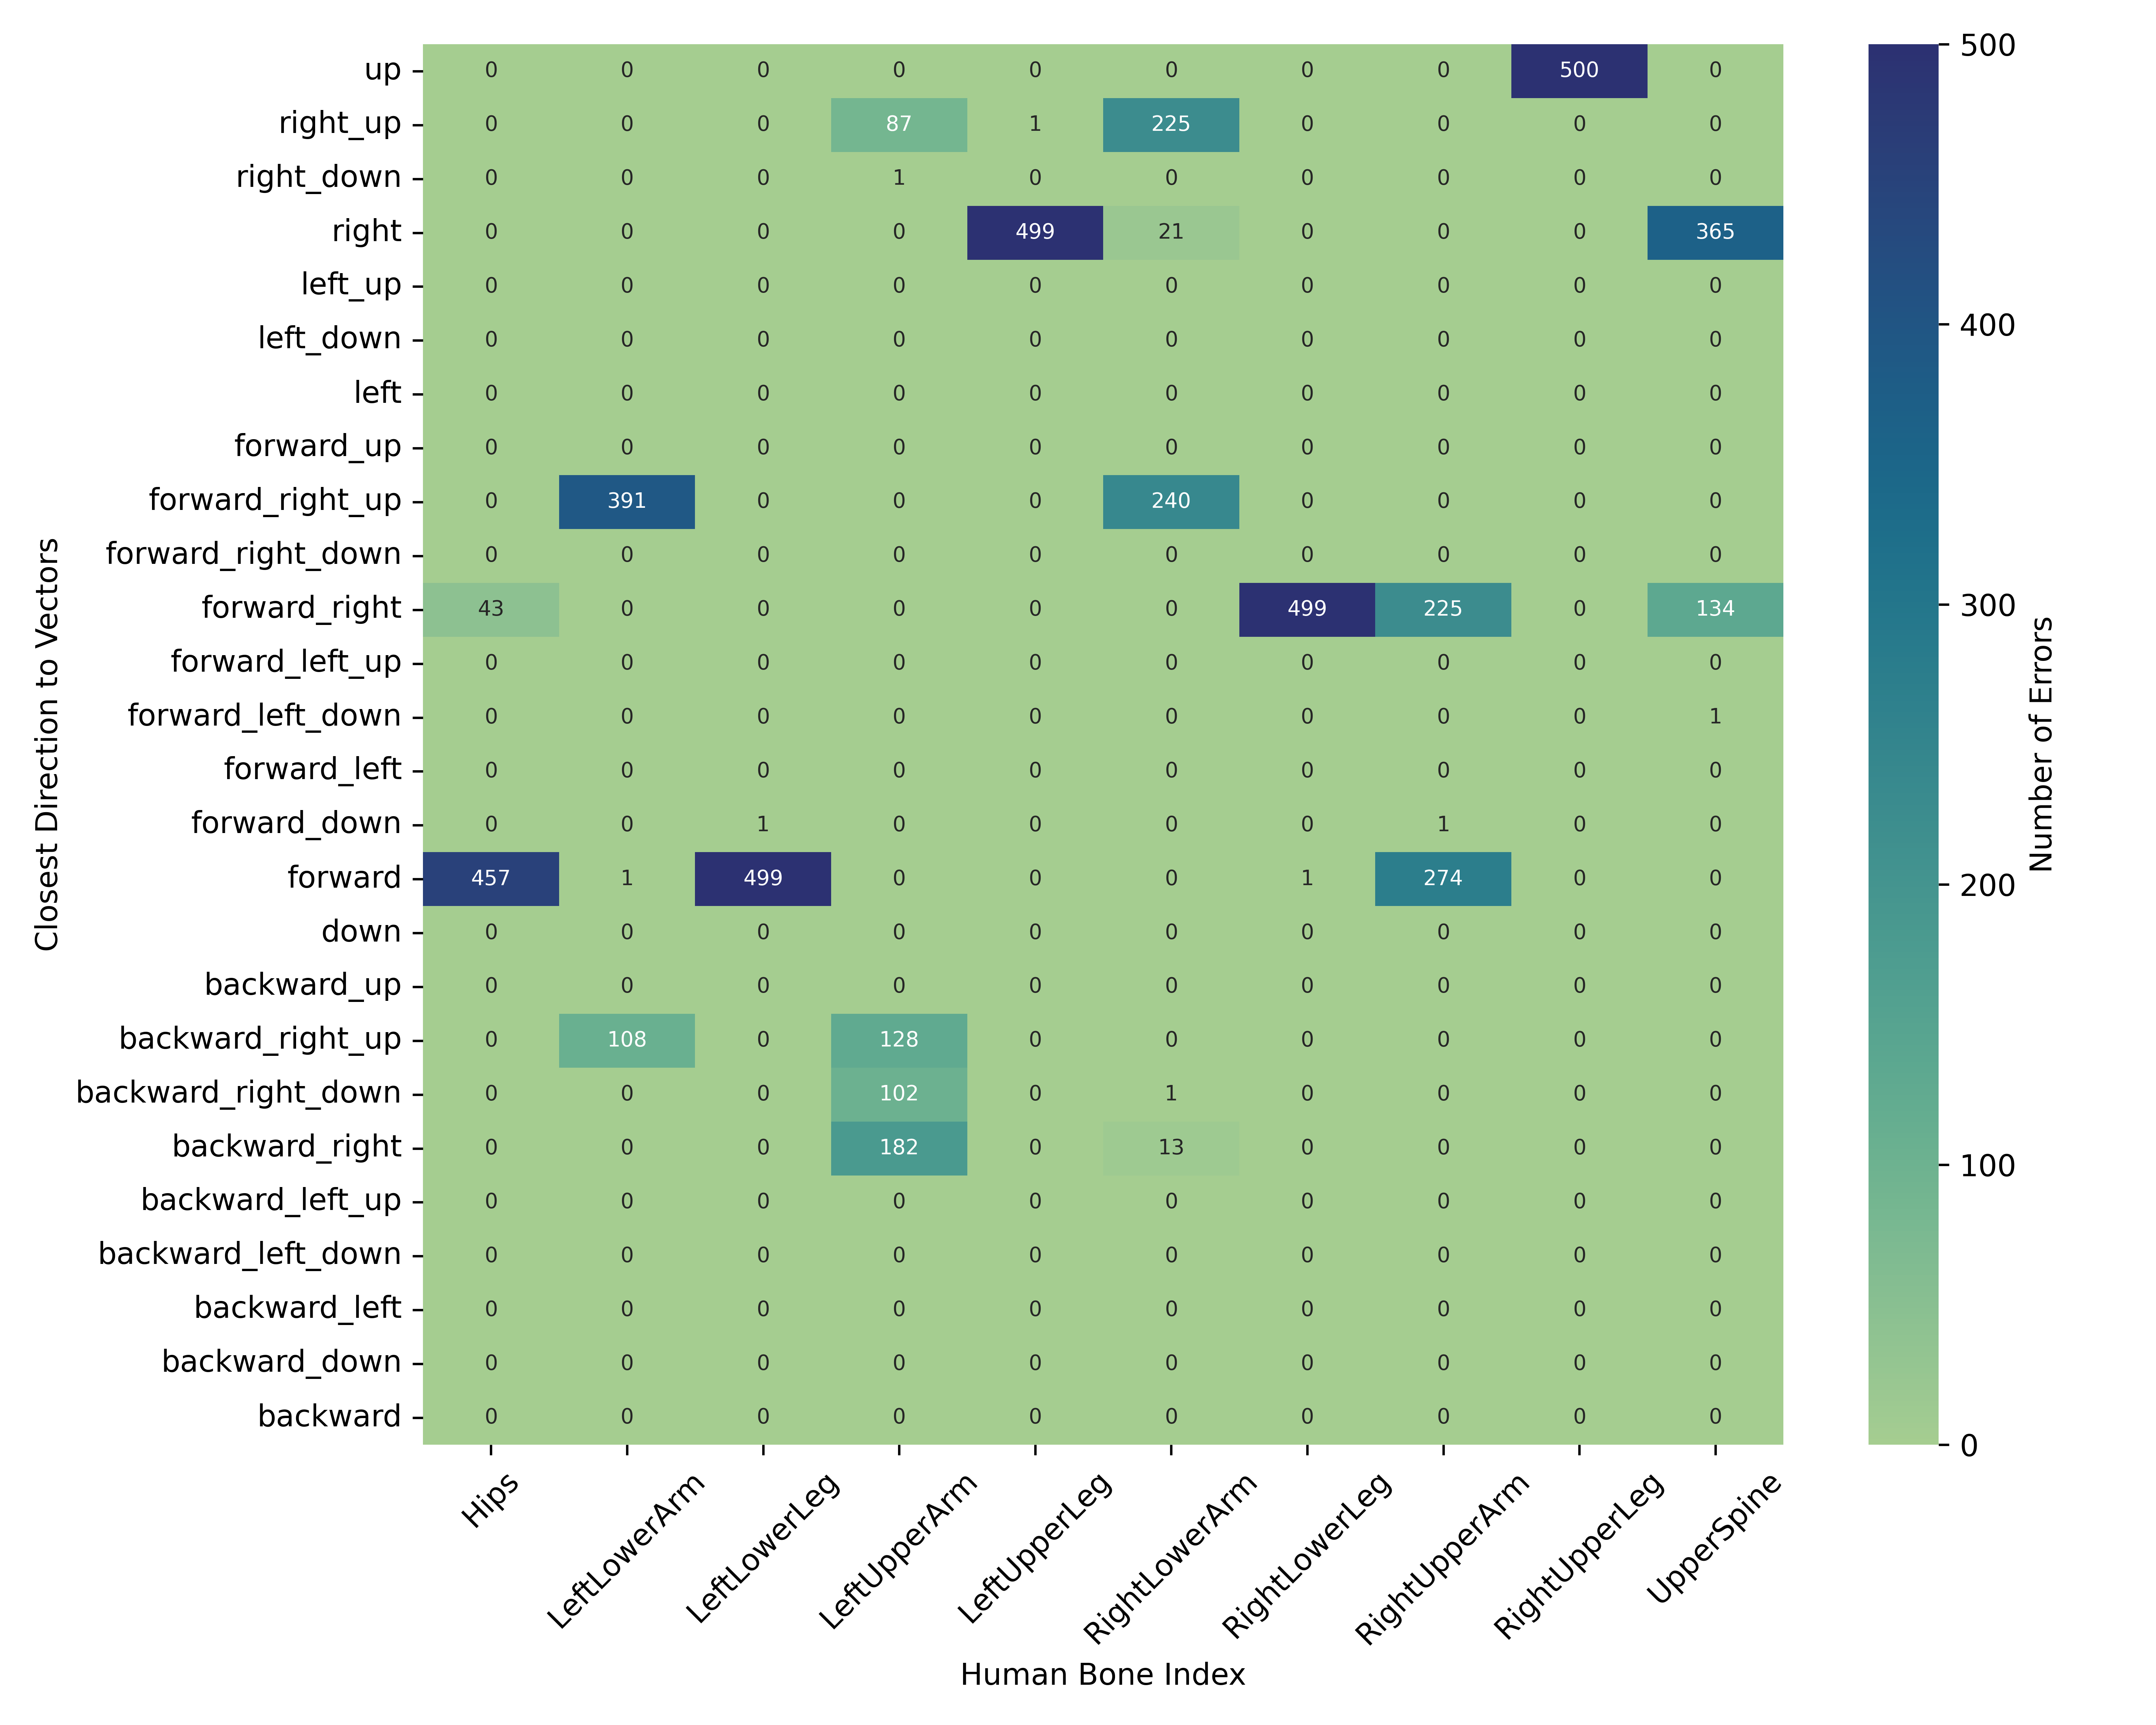 up 0 0 0 0 0 0 0 0 500 0
right_up 0 0 0 87 1 225 0 0 0 0
right_down 0 0 0 1 0 0 0 0 0 0
right 0 0 0 0 499 21 0 0 0 365
left_up 0 0 0 0 0 0 0 0 0 0
left_down 0 0 0 0 0 0 0 0 0 0
left 0 0 0 0 0 0 0 0 0 0
forward_up 0 0 0 0 0 0 0 0 0 0
forward_right_up 0 391 0 0 0 240 0 0 0 0
forward_right_down 0 0 0 0 0 0 0 0 0 0
forward_right 43 0 0 0 0 0 499 225 0 134
forward_left_up 0 0 0 0 0 0 0 0 0 0
forward_left_down 0 0 0 0 0 0 0 0 0 1
forward_left 0 0 0 0 0 0 0 0 0 0
forward_down 0 0 1 0 0 0 0 1 0 0
forward 457 1 499 0 0 0 1 274 0 0
down 0 0 0 0 0 0 0 0 0 0
backward_up 0 0 0 0 0 0 0 0 0 0
backward_right_up 0 108 0 128 0 0 0 0 0 0
backward_right_down 0 0 0 102 0 1 0 0 0 0
backward_right 0 0 0 182 0 13 0 0 0 0
backward_left_up 0 0 0 0 0 0 0 0 0 0
backward_left_down 0 0 0 0 0 0 0 0 0 0
backward_left 0 0 0 0 0 0 0 0 0 0
backward_down 0 0 0 0 0 0 0 0 0 0
backward 0 0 0 0 0 0 0 0 0 0
Hips LeftLowerArm LeftLowerLeg LeftUpperArm LeftUpperLeg RightLowerArm RightLowerLeg RightUpperArm RightUpperLeg UpperSpine
Human Bone Index
Closest Direction to Vectors
500
400
300
200
100
0
Number of Errors